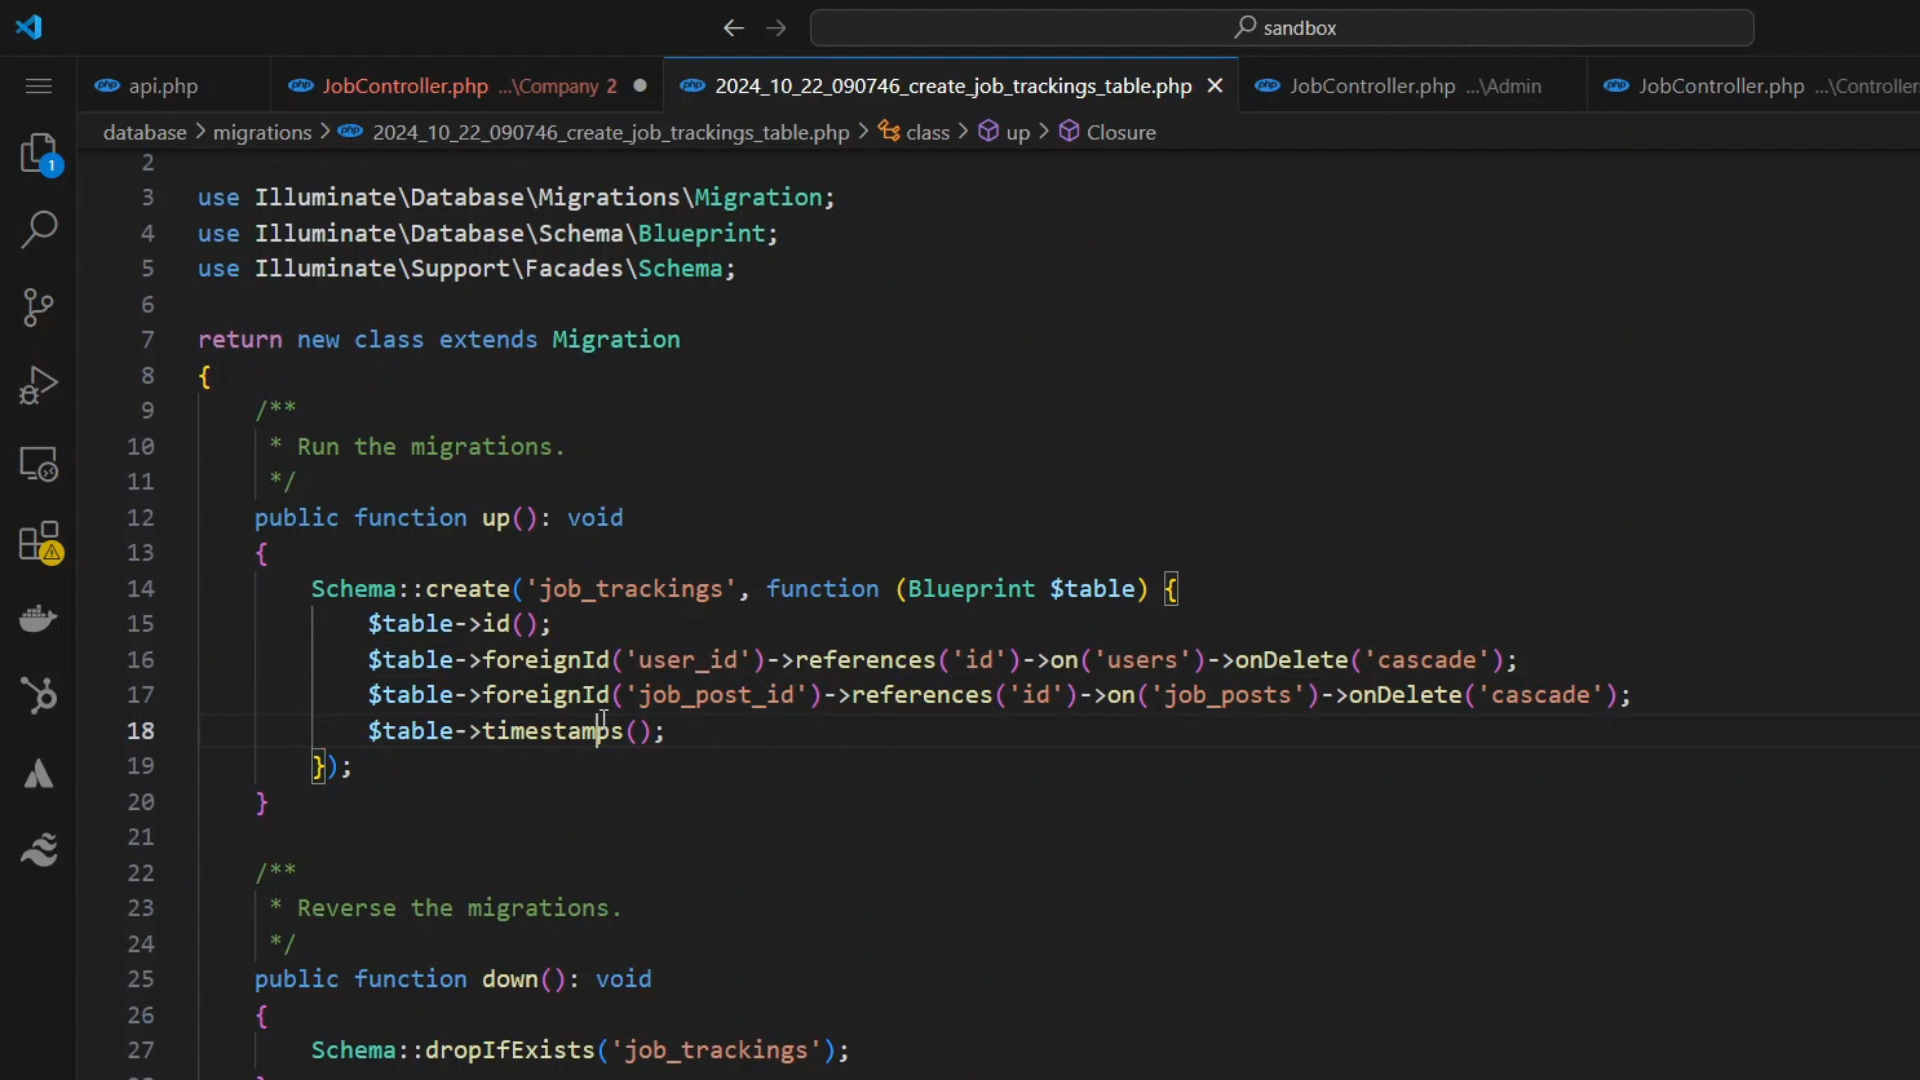 sandbox
api.php
JobController.php ...\Company 2
2024_10_22_090746_create_job_trackings_table.php
JobController.php ...\Admin
JobController.php ...\Controller
database > migrations > 2024_10_22_090746_create_job_trackings_table.php > class > up > Closure
1
2
3 use Illuminate\Database\Migrations\Migration;
4 use Illuminate\Database\Schema\Blueprint;
5 use Illuminate\Support\Facades\Schema;
6
7 return new class extends Migration
8 {
9 /**
10 * Run the migrations.
11 */
12 public function up(): void
13 {
14 Schema::create('job_trackings', function (Blueprint $table) {
15 $table->id();
16 $table->foreignId('user_id')->references('id')->on('users')->onDelete('cascade');
17 $table->foreignId('job_post_id')->references('id')->on('job_posts')->onDelete('cascade');
18 $table->timestamps();
19 });
20 }
21
22 /**
23 * Reverse the migrations.
24 */
25 public function down(): void
26 {
27 Schema::dropIfExists('job_trackings');